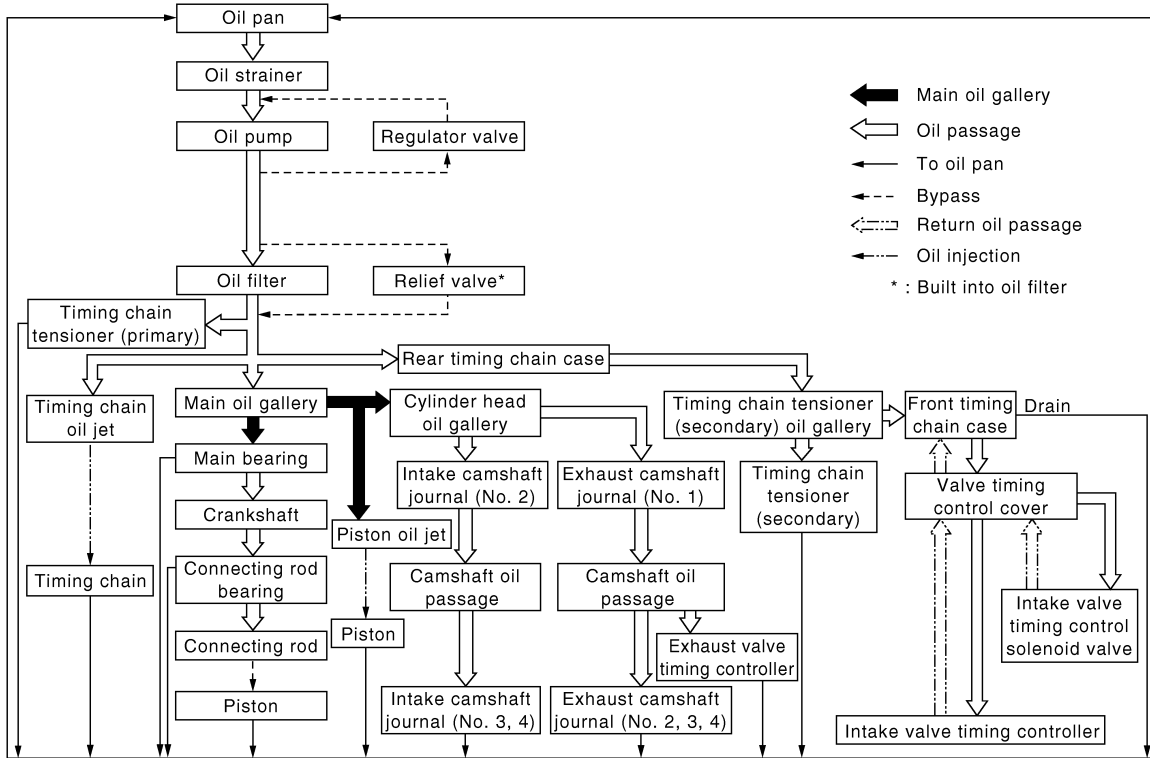 Oil pan
Oil strainer
Oil pump
Regulator valve
Oil filter
Relief valve*
Main oil gallery
Oil passage
To oil pan
Bypass
Return oil passage
Oil injection
* : Built into oil filter
Timing chain
tensioner (primary)
Rear timing chain case
Timing chain
oil jet
Main oil gallery
Cylinder head
oil gallery
Timing chain tensioner
(secondary) oil gallery
Front timing
chain case
Drain
Main bearing
Intake camshaft
journal (No. 2)
Exhaust camshaft
journal (No. 1)
Timing chain
tensioner
(secondary)
Valve timing
control cover
Crankshaft
Piston oil jet
Timing chain
Connecting rod
bearing
Camshaft oil
passage
Camshaft oil
passage
Intake valve
timing control
solenoid valve
Connecting rod
Piston
Exhaust valve
timing controller
Piston
Intake camshaft
journal (No. 3, 4)
Exhaust camshaft
journal (No. 2, 3, 4)
Intake valve timing controller